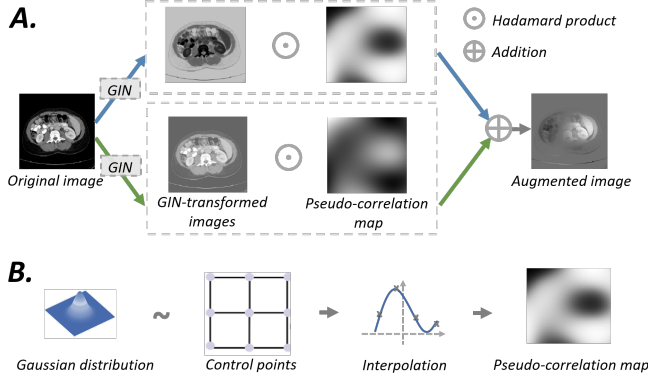 A.
Hadamard product
Addition
GIN
GIN
Original image
GIN-transformed
images
Pseudo-correlation
map
Augmented image
B.
~
Gaussian distribution
Control points
Interpolation
Pseudo-correlation map